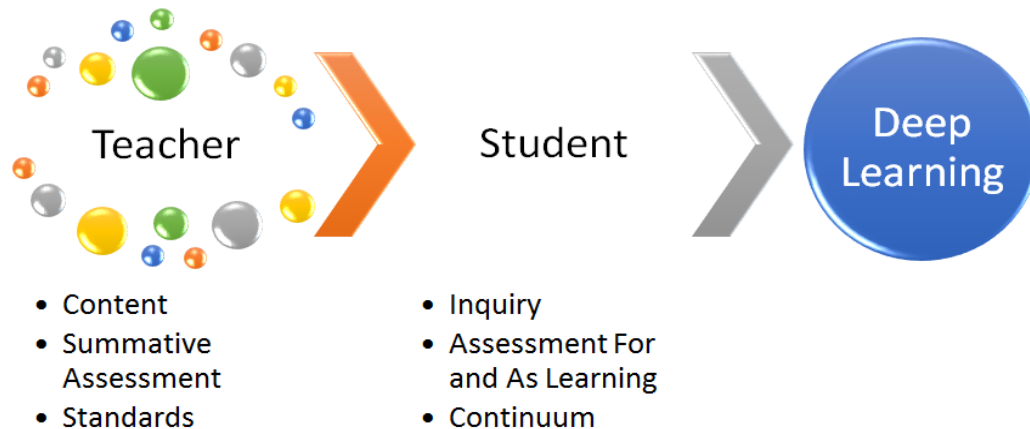 Teacher
Student
Deep
Learning
• Content
• Summative
Assessment
• Standards
• Inquiry
• Assessment For
and As Learning
• Continuum